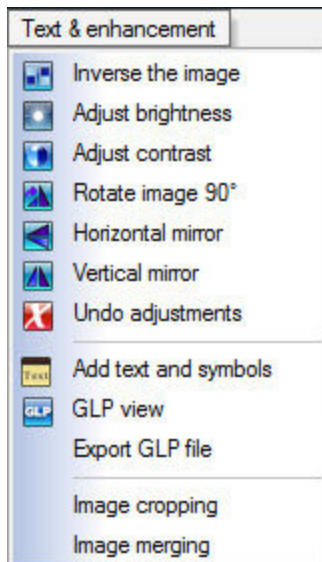 Text & enhancement
Inverse the image
Adjust brightness
Adjust contrast
Rotate image 90°
Horizontal mirror
Vertical mirror
Undo adjustments
Text Add text and symbols
GLP GLP view
Export GLP file
Image cropping
Image merging